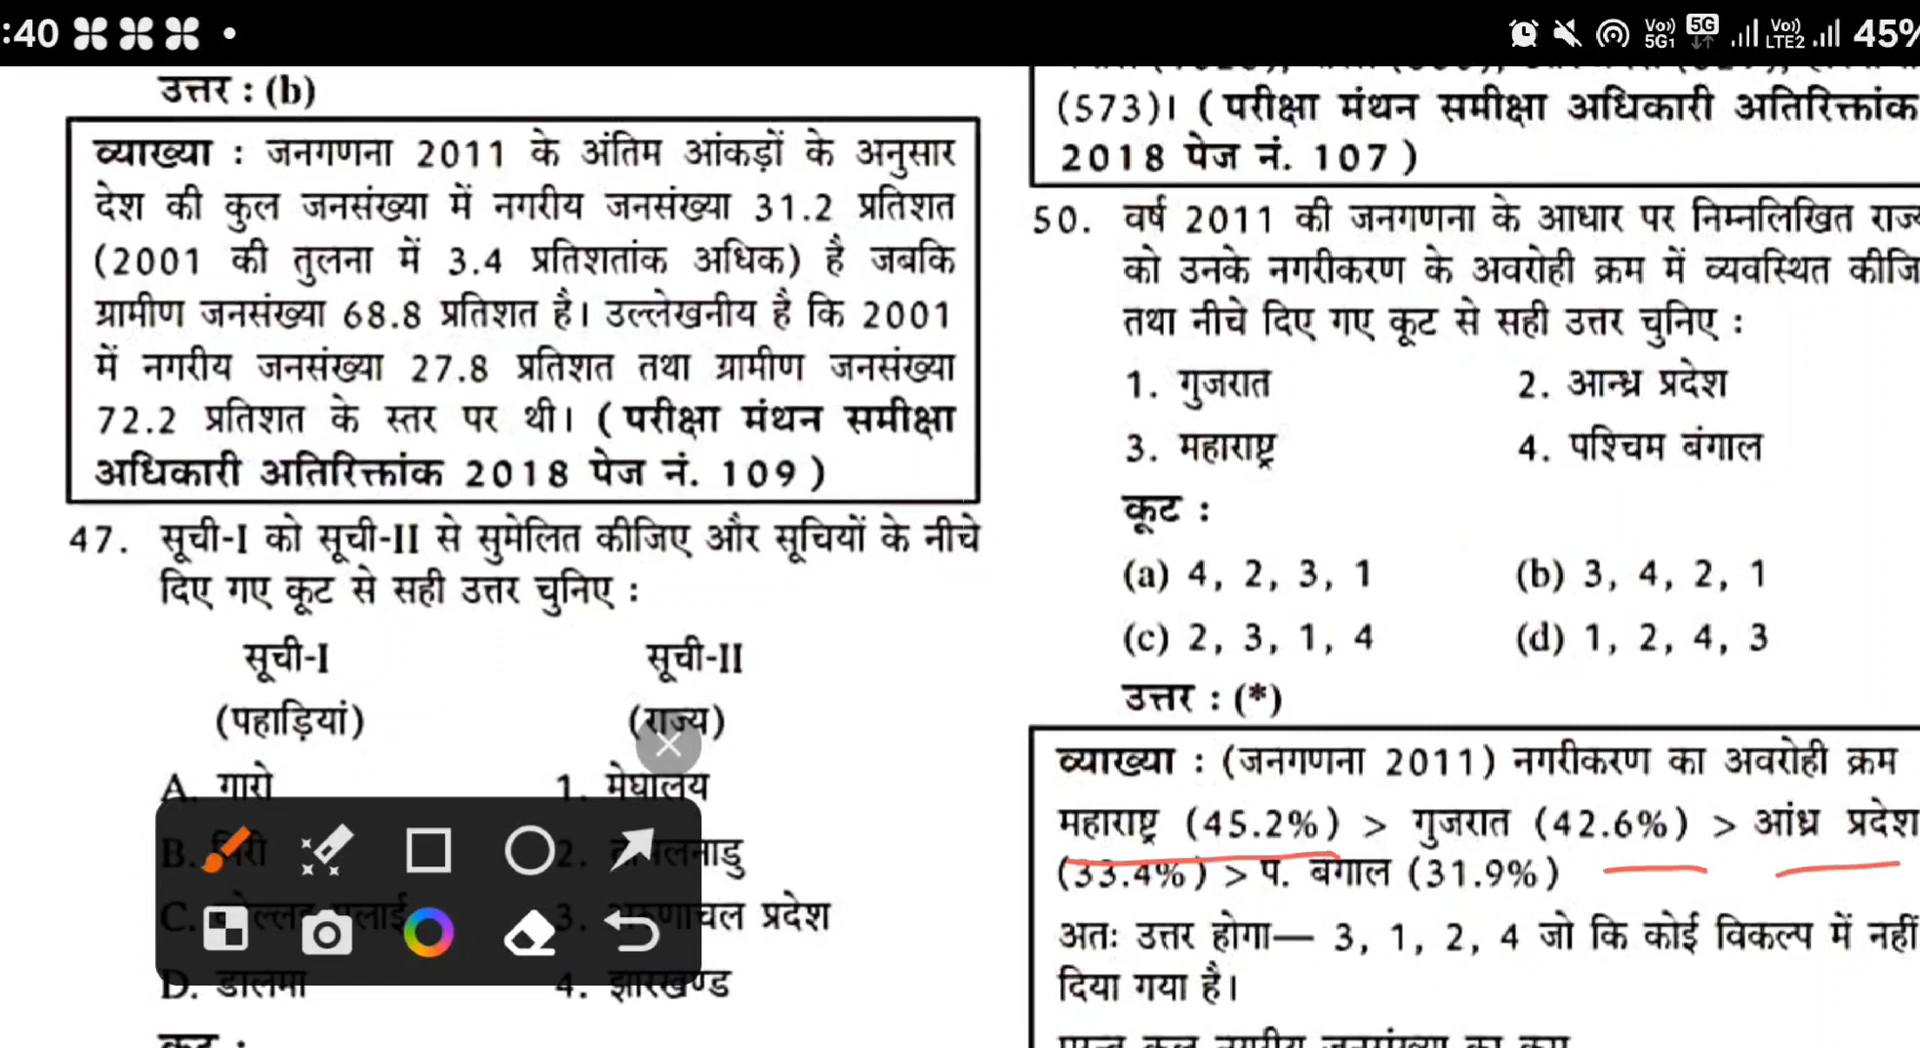 :40
Vo)) 5G1 5G Vo)) LTE2 45%
उत्तर : (b)
व्याख्या : जनगणना 2011 के अंतिम आंकड़ों के अनुसार
देश की कुल जनसंख्या में नगरीय जनसंख्या 31.2 प्रतिशत
(2001 की तुलना में 3.4 प्रतिशतांक अधिक) है जबकि
ग्रामीण जनसंख्या 68.8 प्रतिशत है। उल्लेखनीय है कि 2001
में नगरीय जनसंख्या 27.8 प्रतिशत तथा ग्रामीण जनसंख्या
72.2 प्रतिशत के स्तर पर थी। (परीक्षा मंथन समीक्षा
अधिकारी अतिरिक्तांक 2018 पेज नं. 109)
47. सूची-I को सूची-II से सुमेलित कीजिए और सूचियों के नीचे
दिए गए कूट से सही उत्तर चुनिए :
सूची-I सूची-II
(पहाड़ियां) (राज्य)
A. गारो 1. मेघालय
B. 2.
C. 3. अरुणाचल प्रदेश
D. डालमा 4. झारखण्ड
कूट :
(573)। (परीक्षा मंथन समीक्षा अधिकारी अतिरिक्तांक
2018 पेज नं. 107)
50. वर्ष 2011 की जनगणना के आधार पर निम्नलिखित
को उनके नगरीकरण के अवरोही क्रम में व्यवस्थित
तथा नीचे दिए गए कूट से सही उत्तर चुनिए :
1. गुजरात 2. आन्ध्र प्रदेश
3. महाराष्ट्र 4. पश्चिम बंगाल
कूट :
(a) 4, 2, 3, 1 (b) 3, 4, 2, 1
(c) 2, 3, 1, 4 (d) 1, 2, 4, 3
उत्तर : (*)
व्याख्या : (जनगणना 2011) नगरीकरण का अवरोही क्रम
महाराष्ट्र (45.2%) > गुजरात (42.6%) > आंध्र प्रदेश
(33.4%) > प. बंगाल (31.9%)
अतः उत्तर होगा— 3, 1, 2, 4 जो कि कोई विकल्प में नहीं
दिया गया है।